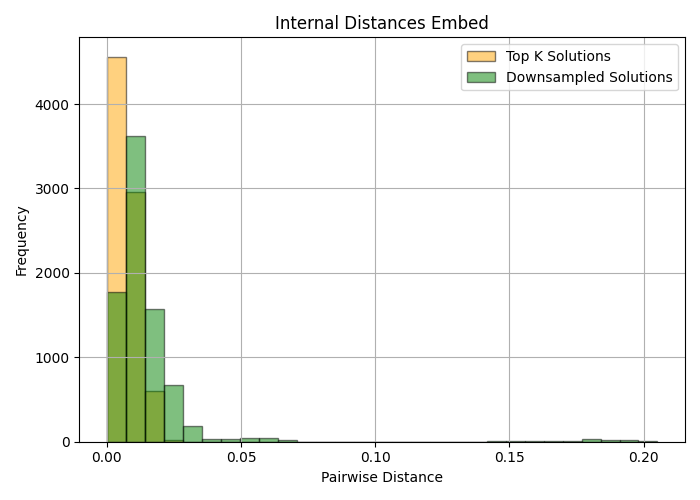 Internal Distances Embed
Top K Solutions
Downsampled Solutions
Frequency
4000
3000
2000
1000
0
0.00 0.05 0.10 0.15 0.20
Pairwise Distance